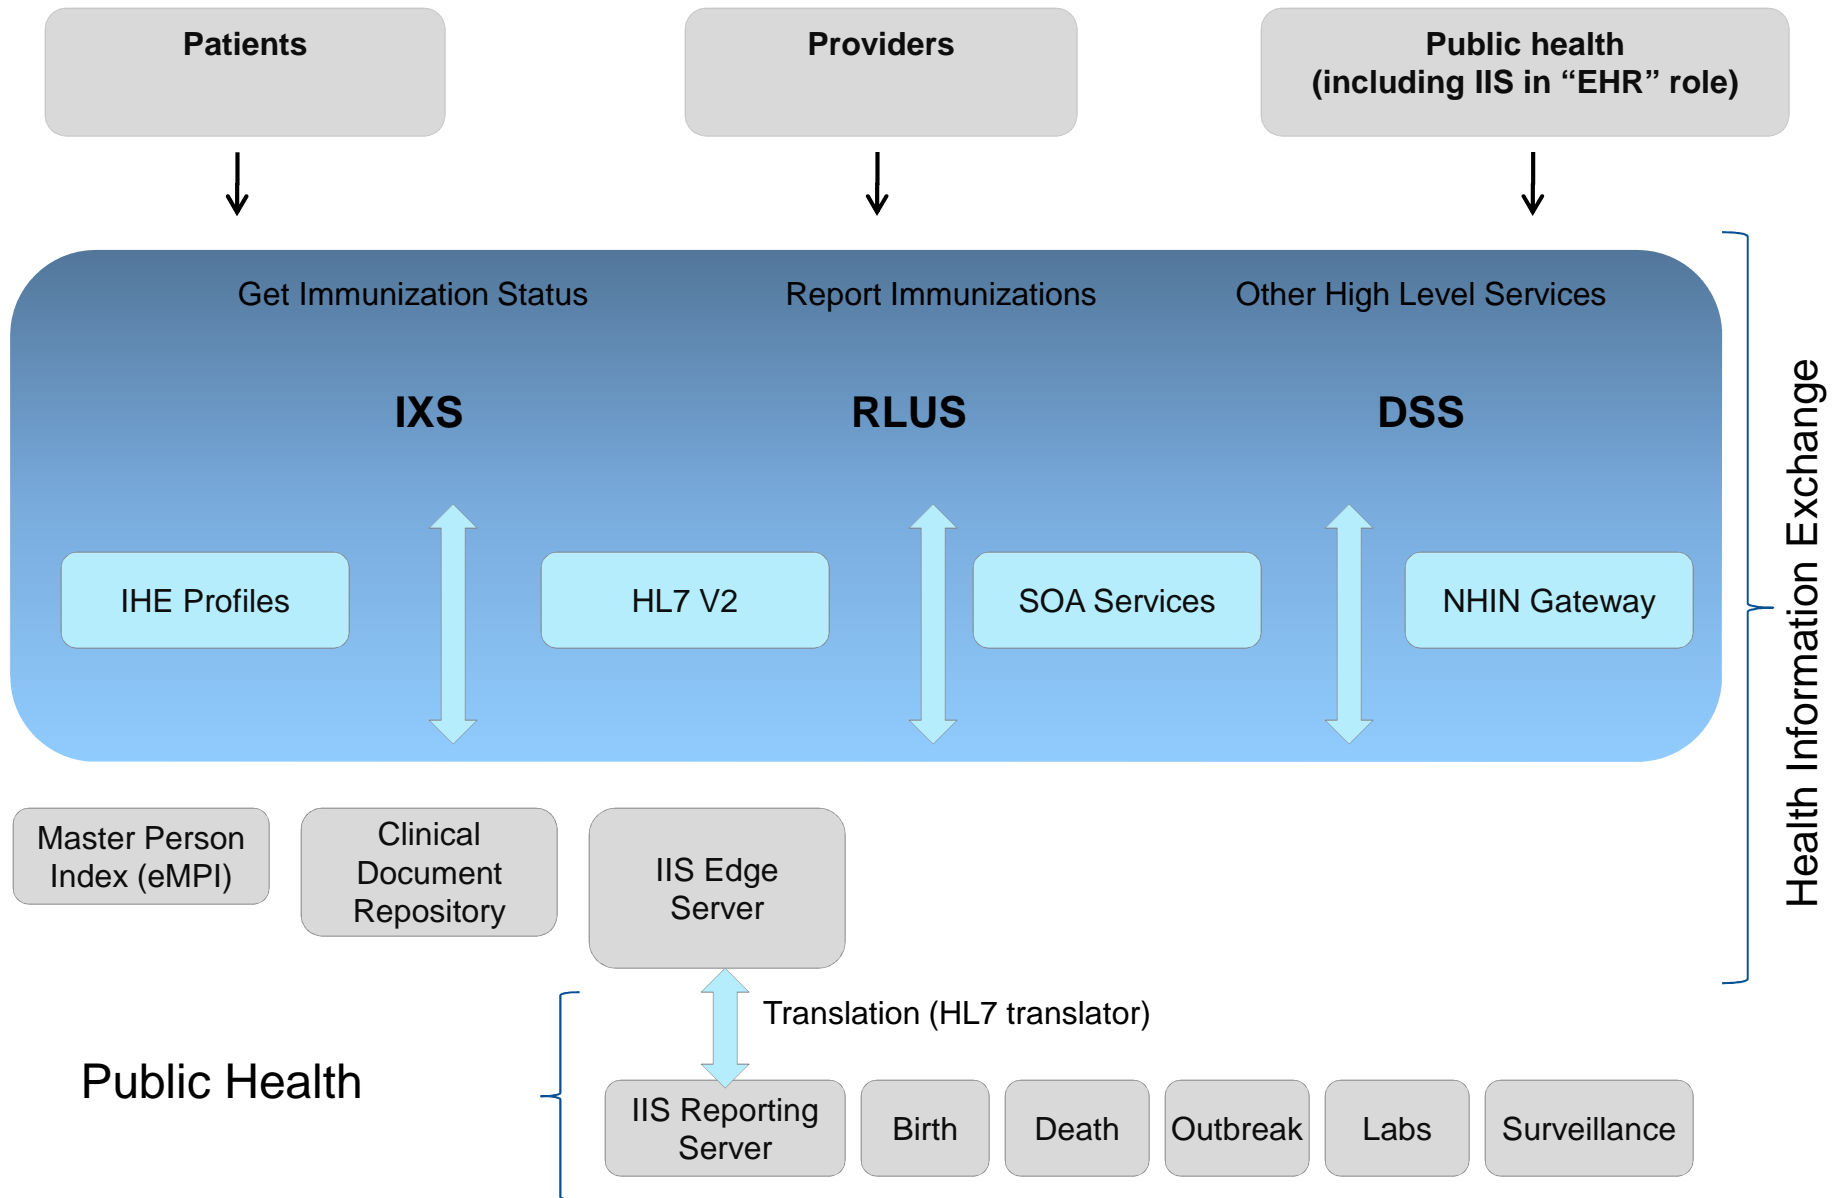 Patients
Providers
Public health
(including IIS in “EHR” role)
Get Immunization Status
Report Immunizations
Other High Level Services
IXS
RLUS
DSS
IHE Profiles
HL7 V2
SOA Services
NHIN Gateway
Health Information Exchange
Master Person
Index (eMPI)
Clinical
Document
Repository
IIS Edge
Server
Translation (HL7 translator)
Public Health
IIS Reporting
Server
Birth
Death
Outbreak
Labs
Surveillance